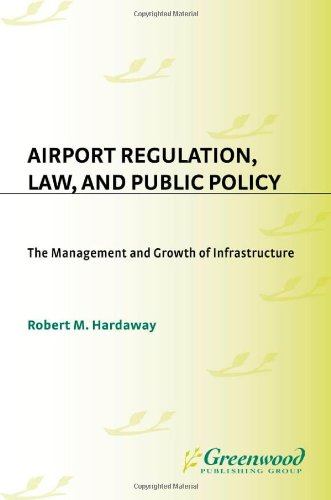 Copyrighted Material
AIRPORT REGULATION,
LAW, AND PUBLIC POLICY
The Management and Growth of Infrastructure
Robert M. Hardaway
Greenwood
PUBLISHING GROUP
Copyrighted Material